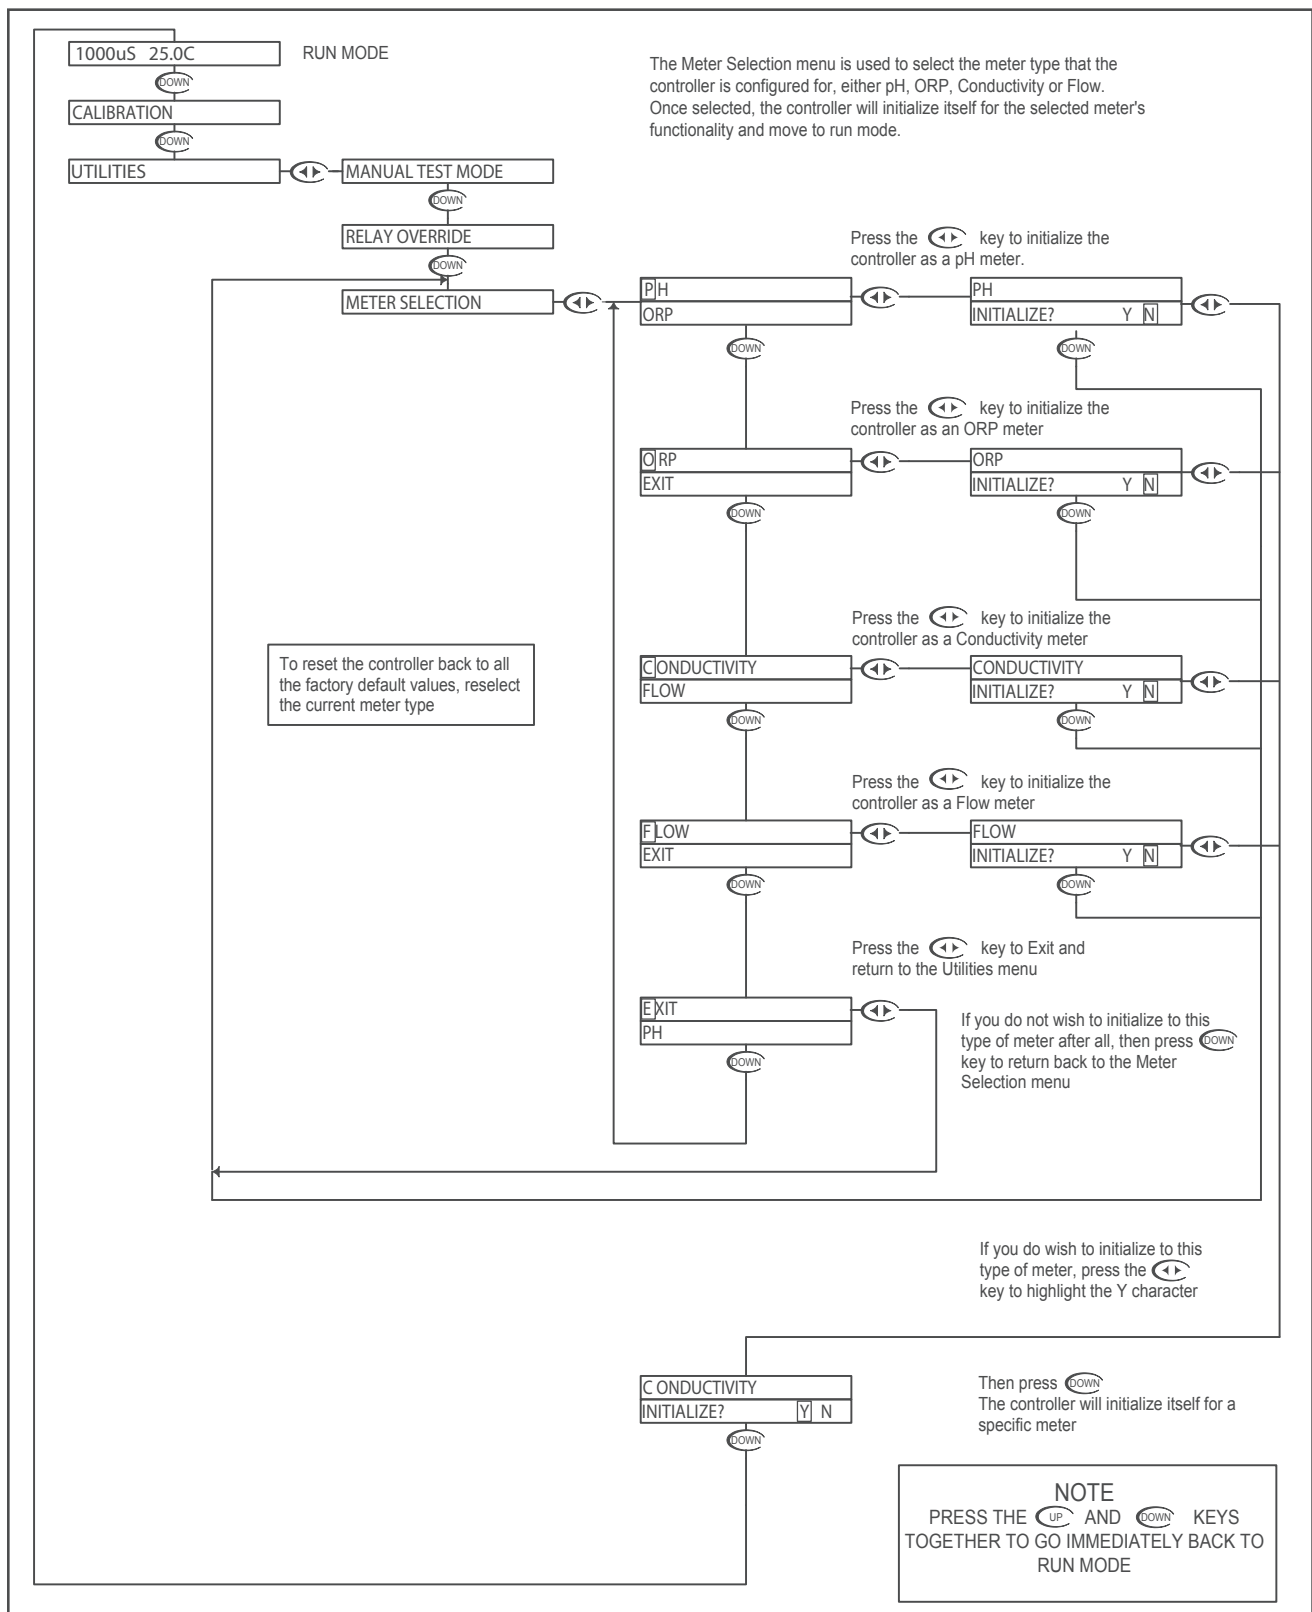 1000uS 25.0C
RUN MODE
The Meter Selection menu is used to select the meter type that the
controller is configured for, either pH, ORP, Conductivity or Flow.
Once selected, the controller will initialize itself for the selected meter's
functionality and move to run mode.
DOWN
CALIBRATION
DOWN
UTILITIES
MANUAL TEST MODE
DOWN
RELAY OVERRIDE
DOWN
METER SELECTION
Press the key to initialize the
controller as a pH meter.
PH
ORP
DOWN
PH
INITIALIZE? Y N
DOWN
Press the key to initialize the
controller as an ORP meter
ORP
EXIT
DOWN
ORP
INITIALIZE? Y N
DOWN
To reset the controller back to all
the factory default values, reselect
the current meter type
Press the key to initialize the
controller as a Conductivity meter
CONDUCTIVITY
FLOW
DOWN
CONDUCTIVITY
INITIALIZE? Y N
DOWN
Press the key to initialize the
controller as a Flow meter
FLOW
EXIT
DOWN
FLOW
INITIALIZE? Y N
DOWN
Press the key to Exit and
return to the Utilities menu
EXIT
PH
DOWN
If you do not wish to initialize to this
type of meter after all, then press DOWN
key to return back to the Meter
Selection menu
If you do wish to initialize to this
type of meter, press the
key to highlight the Y character
C ONDUCTIVITY
INITIALIZE? Y N
DOWN
Then press DOWN
The controller will initialize itself for a
specific meter
NOTE
PRESS THE UP AND DOWN KEYS
TOGETHER TO GO IMMEDIATELY BACK TO
RUN MODE